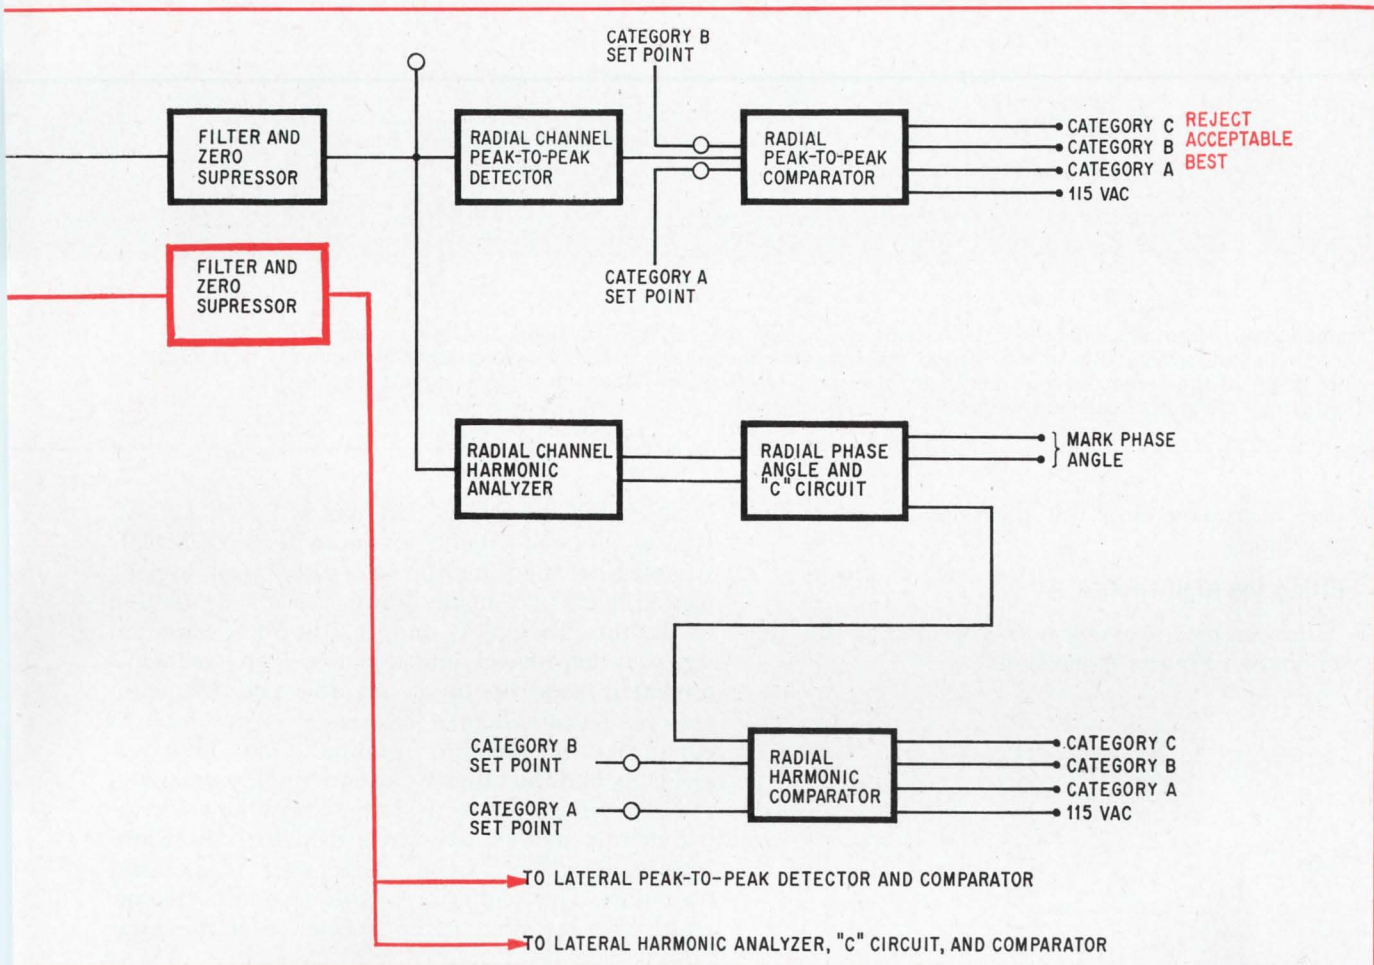 CATEGORY B
SET POINT
FILTER AND
ZERO
SUPRESSOR
RADIAL CHANNEL
PEAK-TO-PEAK
DETECTOR
RADIAL
PEAK-TO-PEAK
COMPARATOR
CATEGORY C REJECT
CATEGORY B ACCEPTABLE
CATEGORY A BEST
115 VAC
FILTER AND
ZERO
SUPRESSOR
CATEGORY A
SET POINT
RADIAL CHANNEL
HARMONIC
ANALYZER
RADIAL PHASE
ANGLE AND
"C" CIRCUIT
MARK PHASE
ANGLE
CATEGORY B
SET POINT
CATEGORY A
SET POINT
RADIAL
HARMONIC
COMPARATOR
CATEGORY C
CATEGORY B
CATEGORY A
115 VAC
TO LATERAL PEAK-TO-PEAK DETECTOR AND COMPARATOR
TO LATERAL HARMONIC ANALYZER, "C" CIRCUIT, AND COMPARATOR